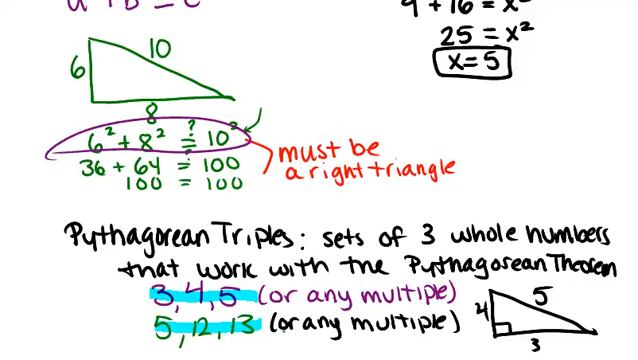 9 + 16 = x²
25 = x²
x = 5
6
10
8
6² + 8² ≟ 10²
36 + 64 ≟ 100
100 = 100
must be
a right triangle
Pythagorean Triples: sets of 3 whole numbers
that work with the Pythagorean Theorem
3, 4, 5 (or any multiple)
5, 12, 13 (or any multiple)
4
5
3